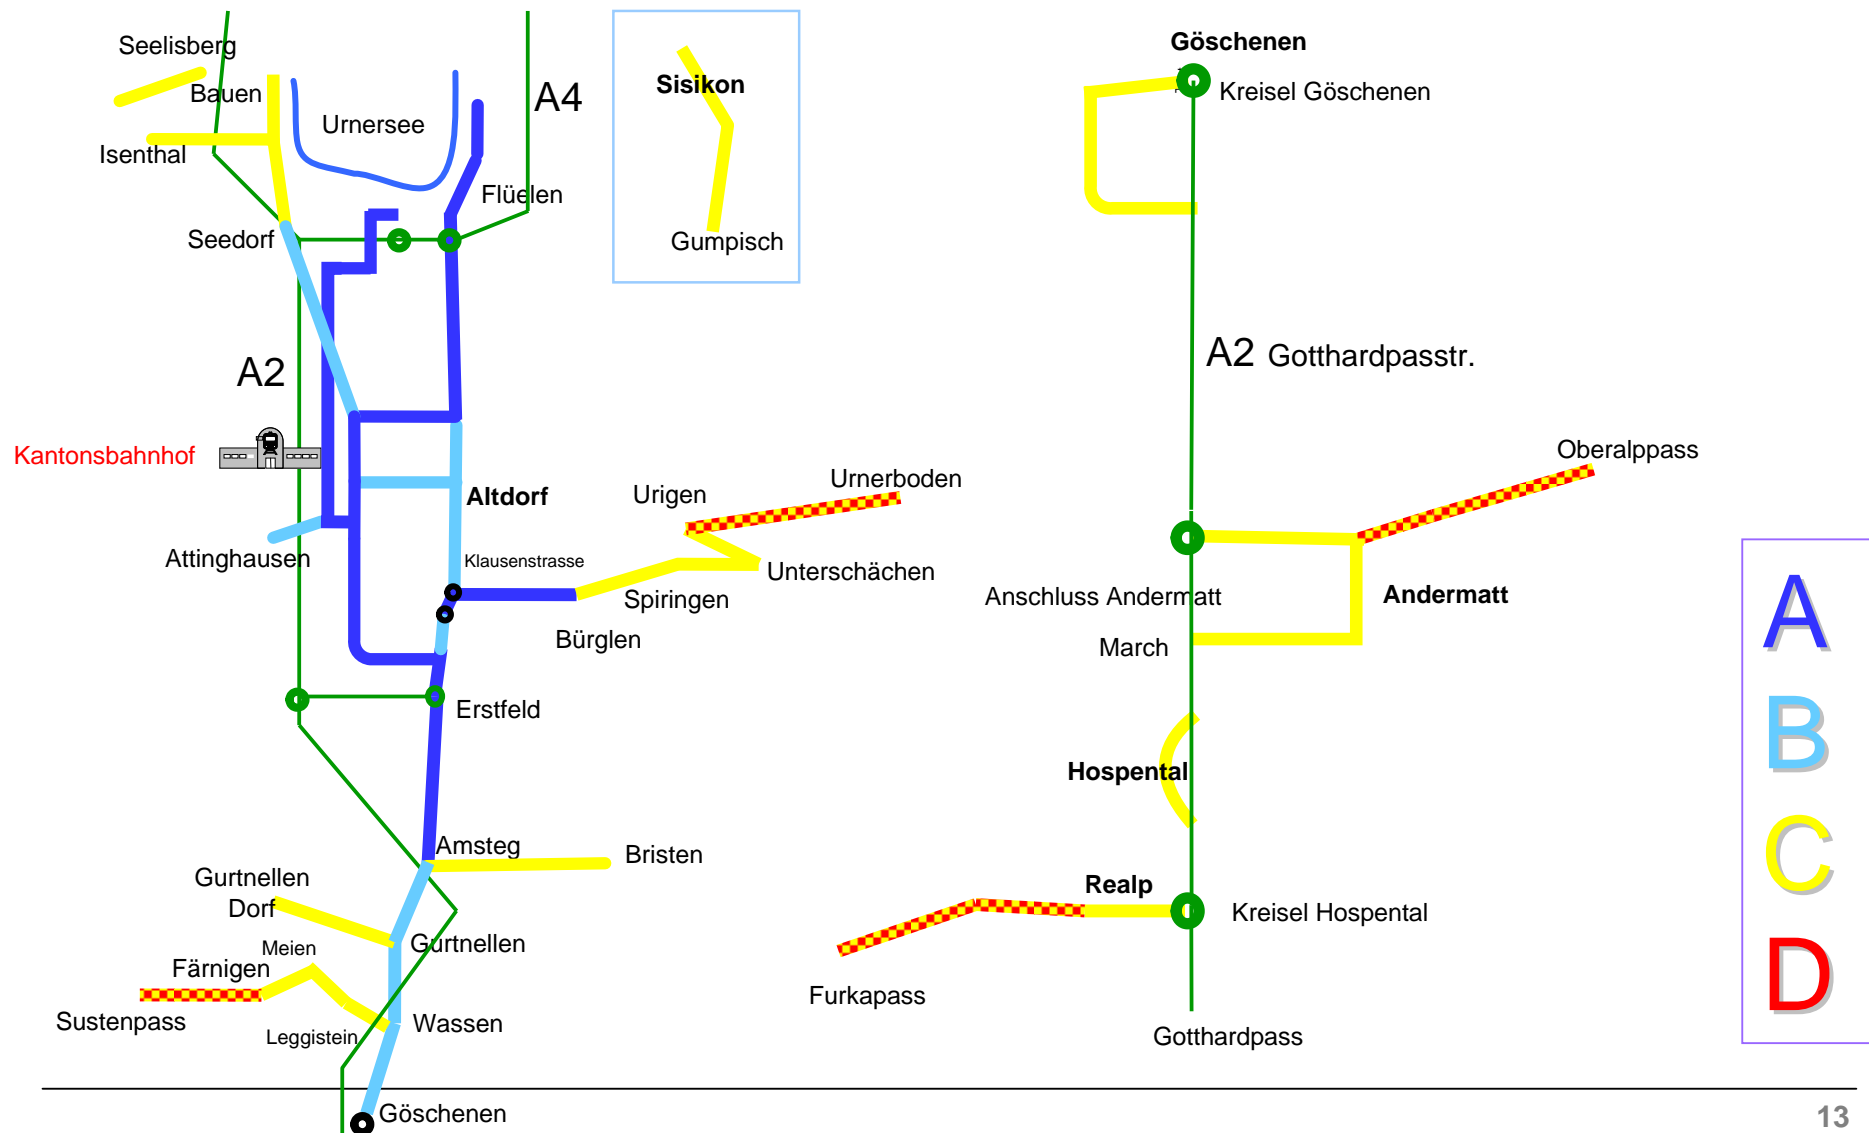 Seelisberg
Bauen
Urnersee
A4
Isenthal
Flüelen
Seedorf
Sisikon
Gumpisch
A2
Kantonsbahnhof
Altdorf
Attinghausen
Klausenstrasse
Urigen
Urnerboden
Unterschächen
Spiringen
Bürglen
Erstfeld
Amsteg
Bristen
Gurtnellen
Dorf
Meien
Gurtnellen
Färnigen
Sustenpass
Leggistein
Wassen
Göschenen
Göschenen
Kreisel Göschenen
A2 Gotthardpasstr.
Oberalppass
Anschluss Andermatt
Andermatt
March
Hospental
Realp
Kreisel Hospental
Furkapass
Gotthardpass
A
B
C
D
13